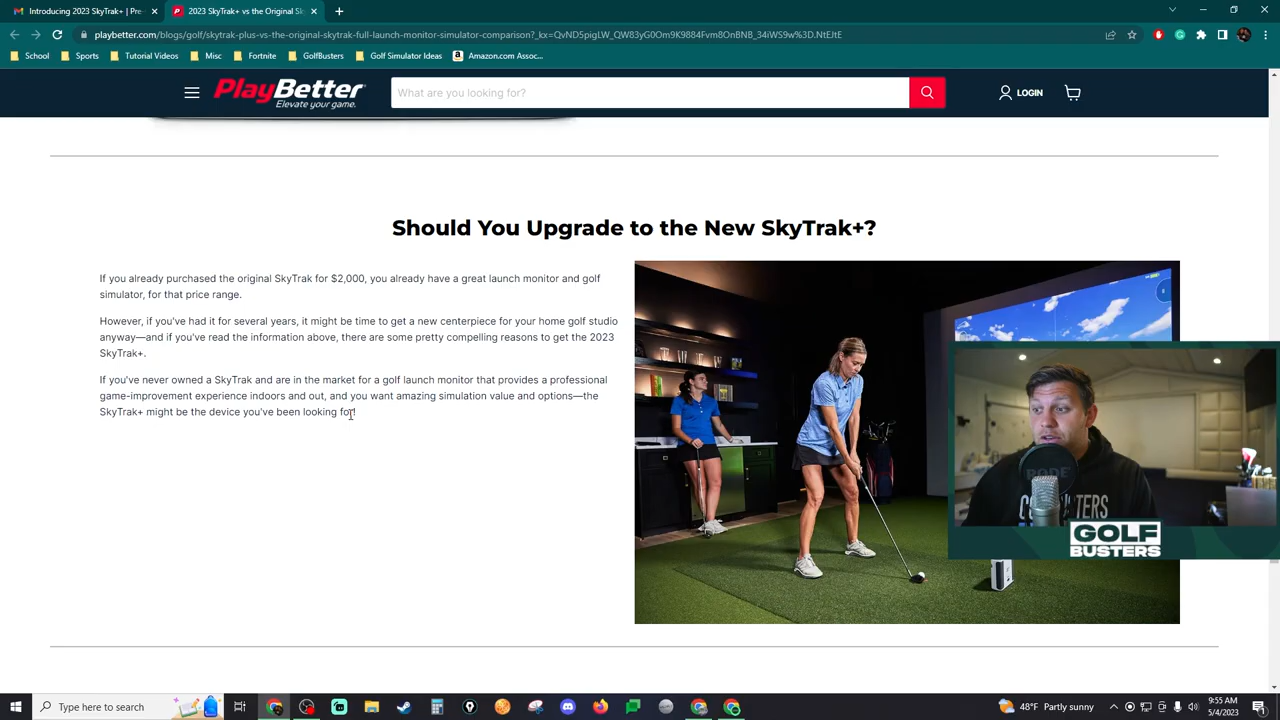 Introducing 2023 SkyTrak+ | Pre-
2023 SkyTrak+ vs the Original Sk
playbetter.com/blogs/golf/skytrak-plus-vs-the-original-skytrak-full-launch-monitor-simulator-comparison?_kx=QvND5pigLW_QW83yG0Om9K9884Fvm8OnBNB_34iWS9w%3D.NtEJtE
School
Sports
Tutorial Videos
Misc
Fortnite
GolfBusters
Golf Simulator Ideas
Amazon.com Assoc...
PlayBetter
Elevate your game.
What are you looking for?
LOGIN
Should You Upgrade to the New SkyTrak+?
If you already purchased the original SkyTrak for $2,000, you already have a great launch monitor and golf
simulator, for that price range.
However, if you've had it for several years, it might be time to get a new centerpiece for your home golf studio
anyway—and if you've read the information above, there are some pretty compelling reasons to get the 2023
SkyTrak+.
If you've never owned a SkyTrak and are in the market for a golf launch monitor that provides a professional
game-improvement experience indoors and out, and you want amazing simulation value and options—the
SkyTrak+ might be the device you've been looking for!
RODE
GOLF
BUSTERS
Type here to search
48°F Partly sunny
9:55 AM
5/4/2023